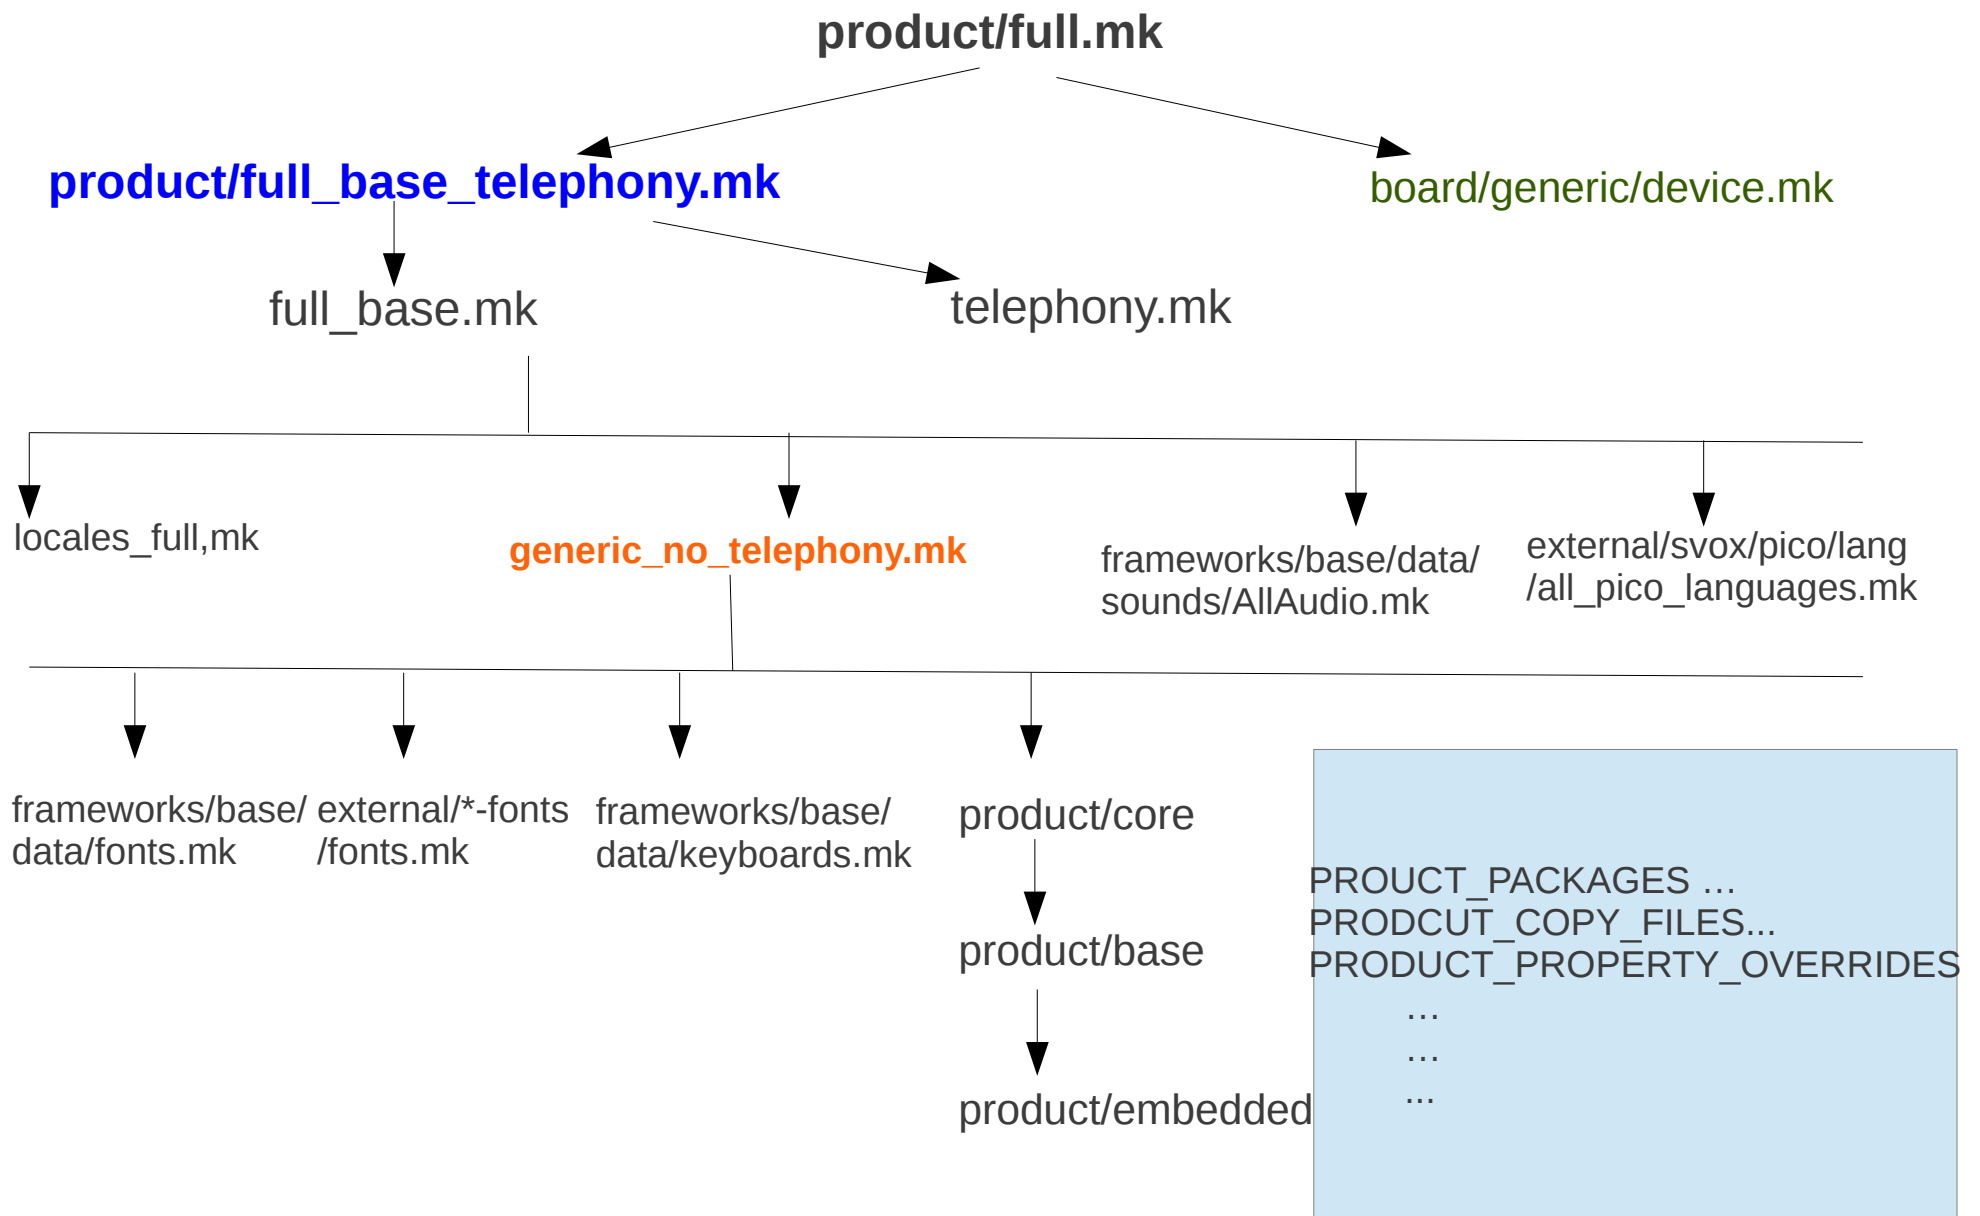 product/full.mk
product/full_base_telephony.mk
board/generic/device.mk
full_base.mk
telephony.mk
locales_full,mk
generic_no_telephony.mk
frameworks/base/data/
sounds/AllAudio.mk
external/svox/pico/lang
/all_pico_languages.mk
frameworks/base/
data/fonts.mk
external/*-fonts
/fonts.mk
frameworks/base/
data/keyboards.mk
product/core
product/base
product/embedded
PROUCT_PACKAGES …
PRODCUT_COPY_FILES...
PRODUCT_PROPERTY_OVERRIDES
…
…
...